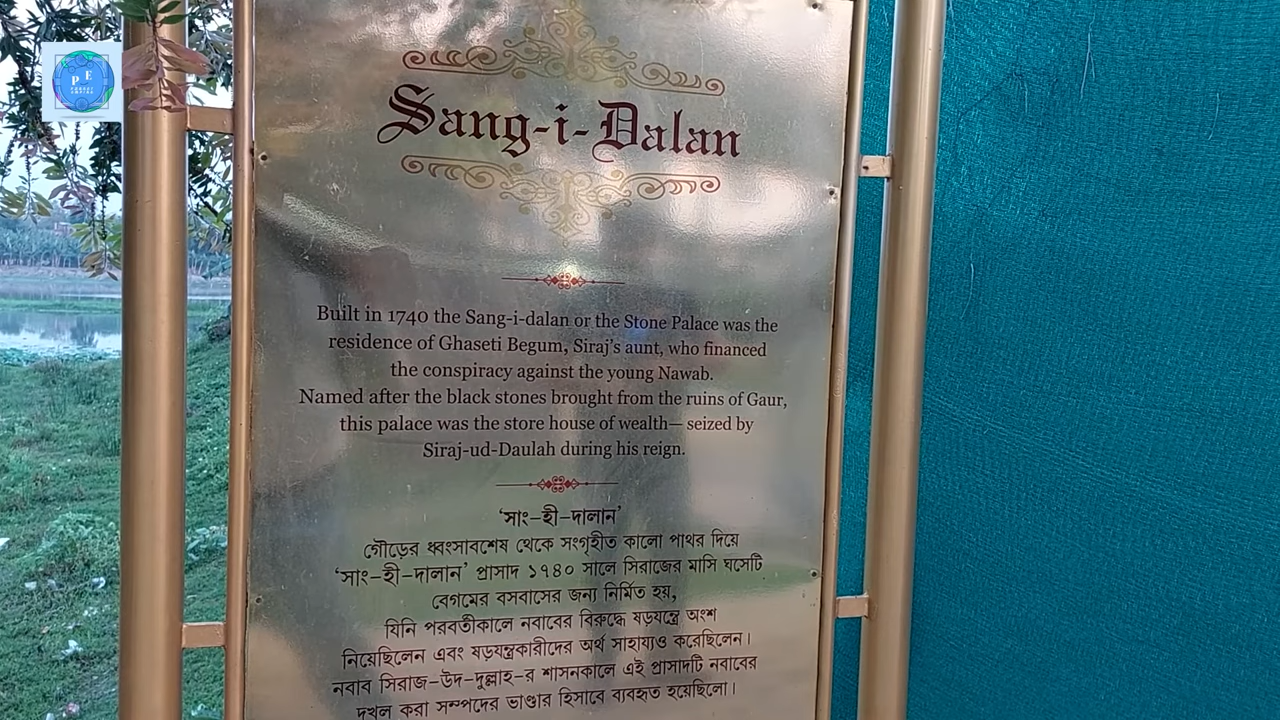 P E
Sang-i-Dalan
Built in 1740 the Sang-i-dalan or the Stone Palace was the
residence of Ghaseti Begum, Siraj's aunt, who financed
the conspiracy against the young Nawab.
Named after the black stones brought from the ruins of Gaur,
this palace was the store house of wealth— seized by
Siraj-ud-Daulah during his reign.
‘সাং–হী–দালান’
গৌড়ের ধ্বংসাবশেষ থেকে সংগৃহীত কালো পাথর দিয়ে
‘সাং–হী–দালান’ প্রাসাদ ১৭৪০ সালে সিরাজের মাসি ঘসেটি
বেগমের বসবাসের জন্য নির্মিত হয়,
যিনি পরবর্তীকালে নবাবের বিরুদ্ধে ষড়যন্ত্রে অংশ
নিয়েছিলেন এবং ষড়যন্ত্রকারীদের অর্থ সাহায্যও করেছিলেন।
নবাব সিরাজ–উদ–দুল্লাহ–র শাসনকালে এই প্রাসাদটি নবাবের
দখল করা সম্পদের ভাণ্ডার হিসাবে ব্যবহৃত হয়েছিলো।